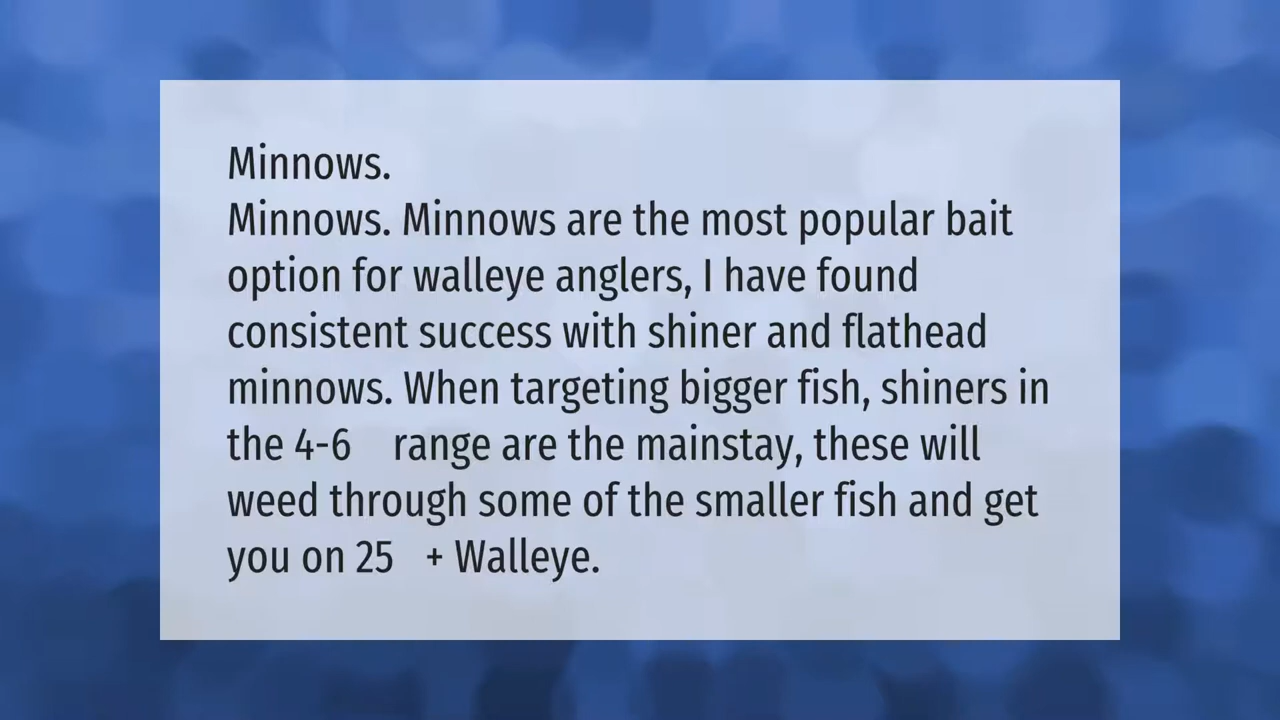 Minnows.
Minnows. Minnows are the most popular bait
option for walleye anglers, I have found
consistent success with shiner and flathead
minnows. When targeting bigger fish, shiners in
the 4-6    range are the mainstay, these will
weed through some of the smaller fish and get
you on 25   + Walleye.